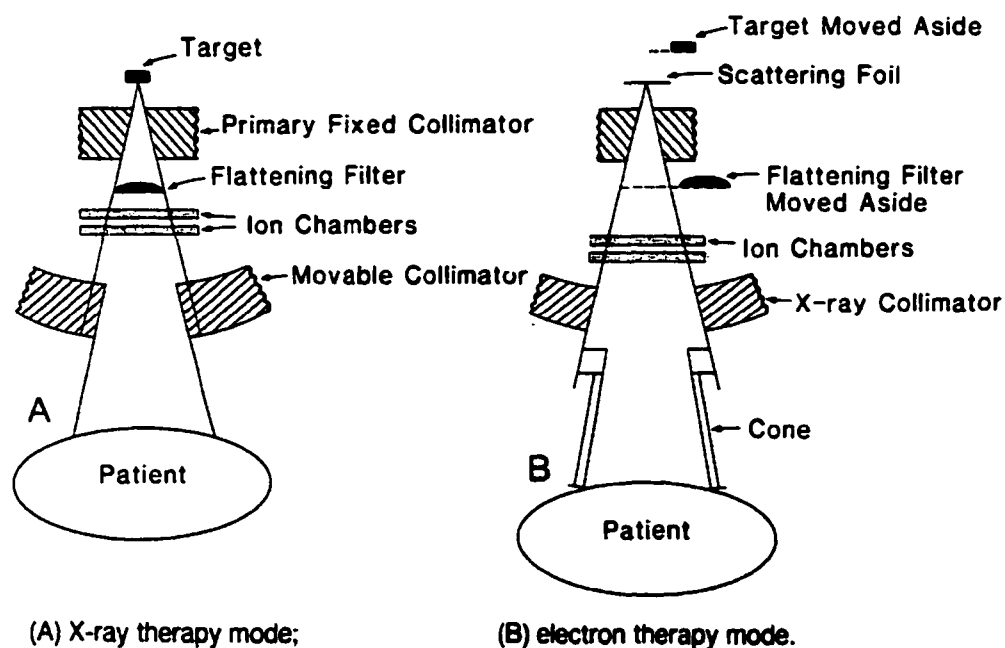 Target
Primary Fixed Collimator
Flattening Filter
Ion Chambers
Movable Collimator
A
Patient
(A) X-ray therapy mode;
Target Moved Aside
Scattering Foil
Flattening Filter
Moved Aside
Ion Chambers
X-ray Collimator
Cone
B
Patient
(B) electron therapy mode.